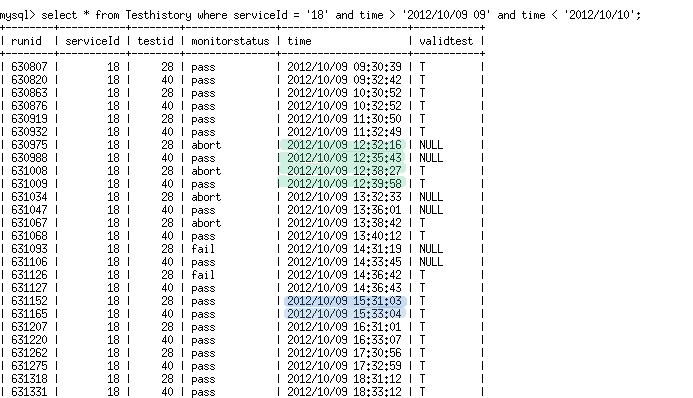 mysql> select * from Testhistory where serviceId = '18' and time > '2012/10/09 09' and time < '2012/10/10';
+--------+-----------+--------+---------------+---------------------+-----------+
| runid | serviceId | testid | monitorstatus | time | validtest |
+--------+-----------+--------+---------------+---------------------+-----------+
| 630807 | 18 | 28 | pass | 2012/10/09 09:30:39 | T |
| 630820 | 18 | 40 | pass | 2012/10/09 09:32:42 | T |
| 630863 | 18 | 28 | pass | 2012/10/09 10:30:52 | T |
| 630876 | 18 | 40 | pass | 2012/10/09 10:32:52 | T |
| 630919 | 18 | 28 | pass | 2012/10/09 11:30:50 | T |
| 630932 | 18 | 40 | pass | 2012/10/09 11:32:49 | T |
| 630975 | 18 | 28 | abort | 2012/10/09 12:32:16 | NULL |
| 630988 | 18 | 40 | pass | 2012/10/09 12:35:43 | NULL |
| 631008 | 18 | 28 | abort | 2012/10/09 12:38:27 | T |
| 631009 | 18 | 40 | pass | 2012/10/09 12:39:58 | T |
| 631034 | 18 | 28 | abort | 2012/10/09 13:32:33 | NULL |
| 631047 | 18 | 40 | pass | 2012/10/09 13:36:01 | NULL |
| 631067 | 18 | 28 | abort | 2012/10/09 13:38:42 | T |
| 631068 | 18 | 40 | pass | 2012/10/09 13:40:12 | T |
| 631093 | 18 | 28 | fail | 2012/10/09 14:31:19 | NULL |
| 631106 | 18 | 40 | pass | 2012/10/09 14:33:45 | NULL |
| 631126 | 18 | 28 | fail | 2012/10/09 14:36:42 | T |
| 631127 | 18 | 40 | pass | 2012/10/09 14:36:43 | T |
| 631152 | 18 | 28 | pass | 2012/10/09 15:31:03 | T |
| 631165 | 18 | 40 | pass | 2012/10/09 15:33:04 | T |
| 631207 | 18 | 28 | pass | 2012/10/09 16:31:01 | T |
| 631220 | 18 | 40 | pass | 2012/10/09 16:33:07 | T |
| 631262 | 18 | 28 | pass | 2012/10/09 17:30:56 | T |
| 631275 | 18 | 40 | pass | 2012/10/09 17:32:59 | T |
| 631318 | 18 | 28 | pass | 2012/10/09 18:31:12 | T |
| 631331 | 18 | 40 | pass | 2012/10/09 18:33:12 | T |